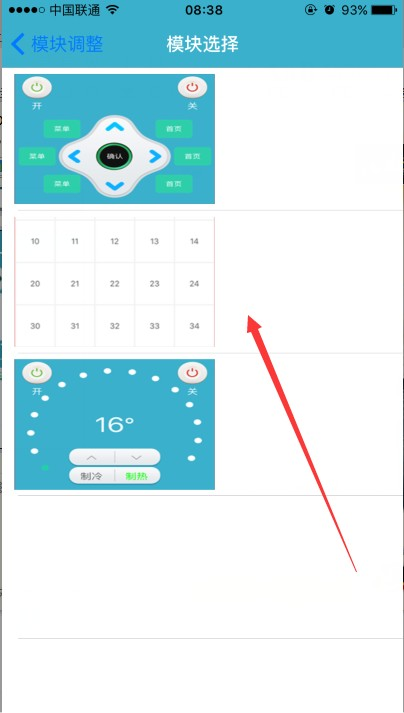 中国联通 08:38 93%
模块调整 模块选择
开 关
菜单 首页
菜单 确认 首页
菜单 首页
10 11 12 13 14
20 21 22 23 24
30 31 32 33 34
开 关
16°
制冷 制热